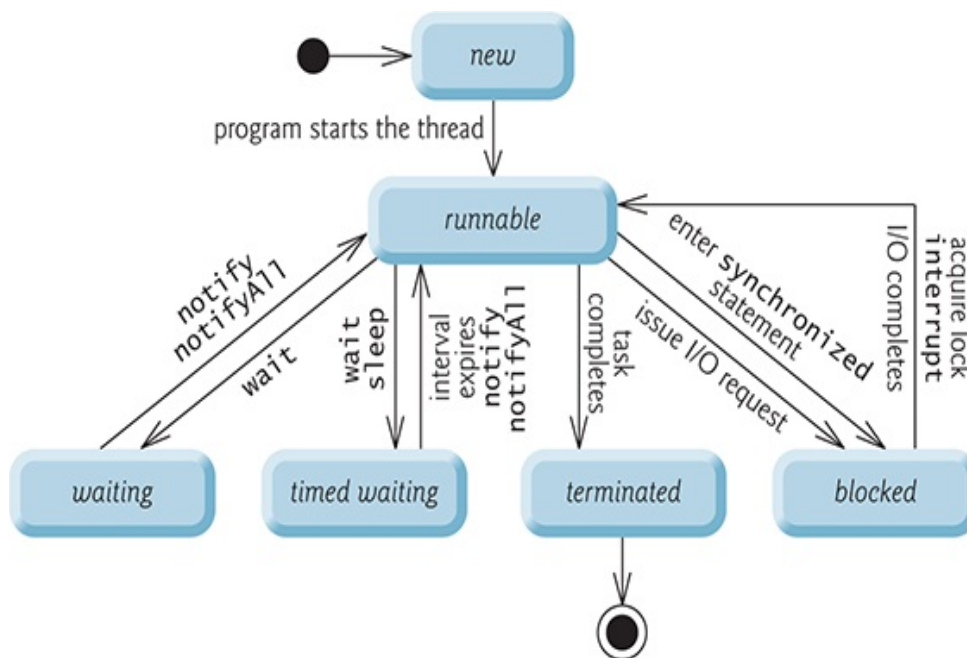 new
program starts the thread
runnable
notify
notifyAll
wait
wait
sleep
interval
expires
notify
notifyAll
task
completes
enter synchronized
statement
issue I/O request
acquire lock
interrupt
I/O completes
waiting
timed waiting
terminated
blocked